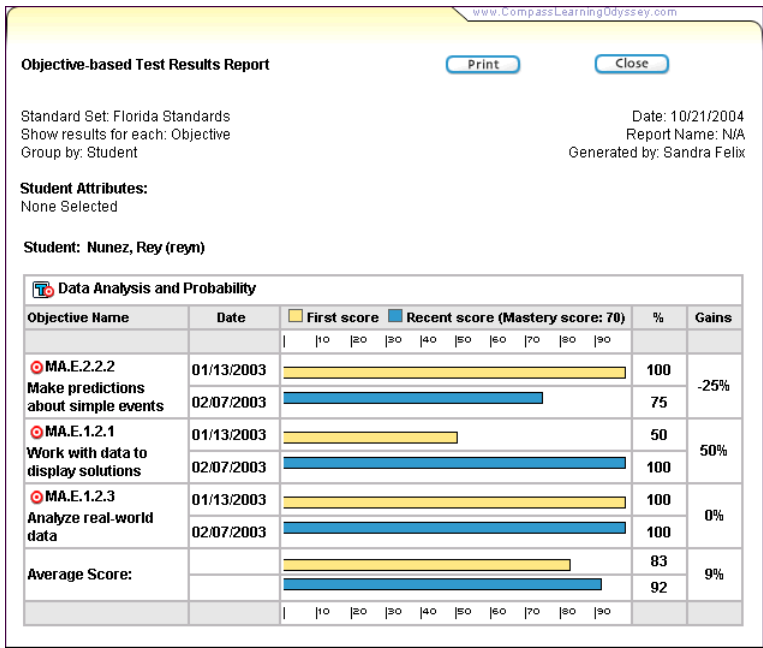 www.CompassLearningOdyssey.com
Objective-based Test Results Report
Print
Close
Standard Set: Florida Standards
Date: 10/21/2004
Show results for each: Objective
Report Name: N/A
Group by: Student
Generated by: Sandra Felix
Student Attributes:
None Selected
Student: Nunez, Rey (reyn)
Data Analysis and Probability
Objective Name Date First score Recent score (Mastery score: 70) % Gains
| |10 |20 |30 |40 |50 |60 |70 |80 |90
MA.E.2.2.2
Make predictions
about simple events
01/13/2003 100
02/07/2003 75
-25%
MA.E.1.2.1
Work with data to
display solutions
01/13/2003 50
02/07/2003 100
50%
MA.E.1.2.3
Analyze real-world
data
01/13/2003 100
02/07/2003 100
0%
Average Score:
83
92
9%
| |10 |20 |30 |40 |50 |60 |70 |80 |90